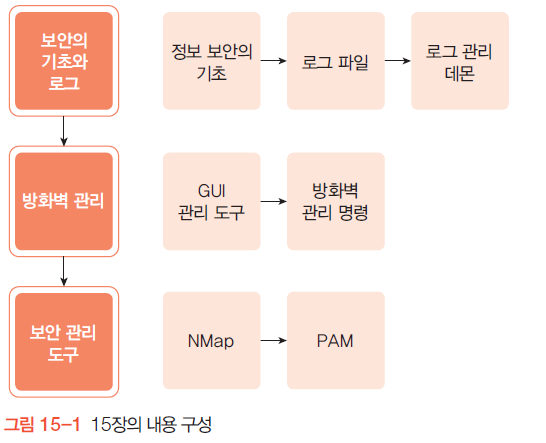 보안의
기초와
로그
정보 보안의
기초
로그 파일
로그 관리
데몬
방화벽 관리
GUI
관리 도구
방화벽
관리 명령
보안 관리
도구
NMap
PAM
그림 15-1 15장의 내용 구성